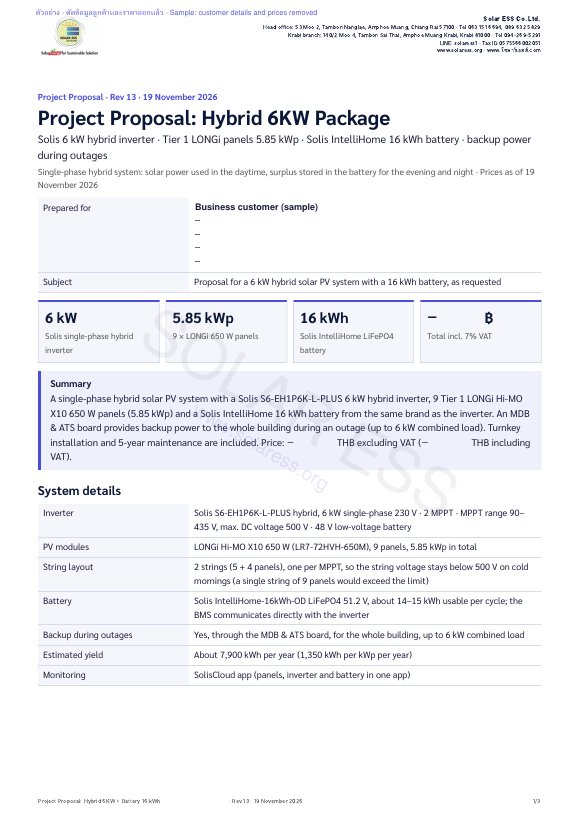 ตัวอย่าง · ตัดชื่อข้อมูลลูกค้าและราคาออกแล้ว · Sample: customer details and prices removed
Solar ESS Co.,Ltd.
LINE: solaress1 · Tax ID
SOLAR ESS
for Sustainable Solution
Project Proposal · Rev 13 · 19 November 2026
Project Proposal: Hybrid 6KW Package
Solis 6 kW hybrid inverter · Tier 1 LONGi panels 5.85 kWp · Solis IntelliHome 16 kWh battery · backup power
during outages
Single-phase hybrid system: solar power used in the daytime, surplus stored in the battery for the evening and night · Prices as of 19
November 2026
Prepared for
Business customer (sample)
–
–
–
–
Subject
Proposal for a 6 kW hybrid solar PV system with a 16 kWh battery, as requested
6 kW
Solis single-phase hybrid
inverter
5.85 kWp
9 × LONGi 650 W panels
16 kWh
Solis IntelliHome LiFePO4
battery
– ฿
Total incl. 7% VAT
Summary
A single-phase hybrid solar PV system with a Solis S6-EH1P6K-L-PLUS 6 kW hybrid inverter, 9 Tier 1 LONGi Hi-MO
X10 650 W panels (5.85 kWp) and a Solis IntelliHome 16 kWh battery from the same brand as the inverter. An MDB
& ATS board provides backup power to the whole building during an outage (up to 6 kW combined load). Turnkey
installation and 5-year maintenance are included. Price: – THB excluding VAT (– THB including
VAT).
SOLAR ESS
www.solaress.org
System details
Inverter
Solis S6-EH1P6K-L-PLUS hybrid, 6 kW single-phase 230 V · 2 MPPT · MPPT range 90–
435 V, max. DC voltage 500 V · 48 V low-voltage battery
PV modules
LONGi Hi-MO X10 650 W (LR7-72HVH-650M), 9 panels, 5.85 kWp in total
String layout
2 strings (5 + 4 panels), one per MPPT, so the string voltage stays below 500 V on cold
mornings (a single string of 9 panels would exceed the limit)
Battery
Solis IntelliHome-16kWh-OD LiFePO4 51.2 V, about 14–15 kWh usable per cycle; the
BMS communicates directly with the inverter
Backup during outages
Yes, through the MDB & ATS board, for the whole building, up to 6 kW combined load
Estimated yield
About 7,900 kWh per year (1,350 kWh per kWp per year)
Monitoring
SolisCloud app (panels, inverter and battery in one app)
Project Proposal: Hybrid 6KW + Battery 16 kWh
Rev 13 · 19 November 2026
1/3